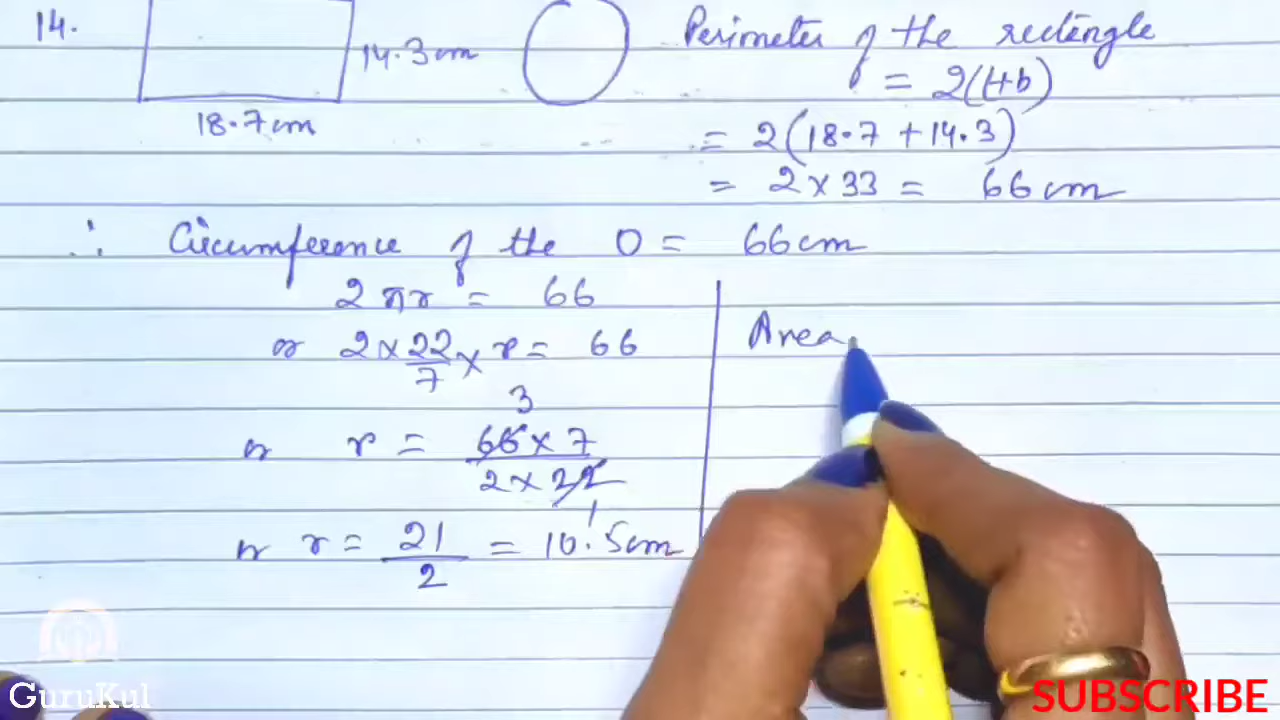 14.
14.3cm
18.7cm
Perimeter of the rectangle
= 2(l+b)
= 2(18.7 + 14.3)
= 2 × 33 = 66cm
∴ Circumference of the O = 66cm
2πr = 66
or 2 × 22/7 × r = 66
3
or r = 66 × 7 / 2 × 22
1
or r = 21/2 = 10.5cm
Area
GuruKul
SUBSCRIBE